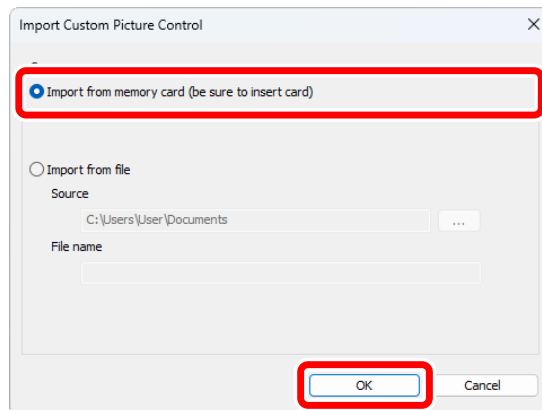 Import Custom Picture Control
Import from memory card (be sure to insert card)
Import from file
Source
C:\Users\User\Documents
...
File name
OK
Cancel